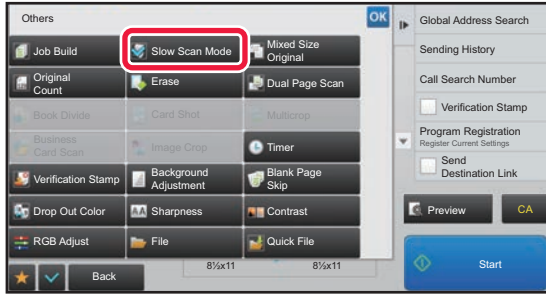 Others
OK
Job Build
Slow Scan Mode
Mixed Size
Original
Original
Count
Erase
Dual Page Scan
Book Divide
Card Shot
Multicrop
Business
Card Scan
Image Crop
Timer
Verification Stamp
Background
Adjustment
Blank Page
Skip
Drop Out Color
AA Sharpness
Contrast
RGB Adjust
File
Quick File
Back
8½x11
8½x11
Global Address Search
Sending History
Call Search Number
Verification Stamp
Program Registration
Register Current Settings
Send
Destination Link
Preview
CA
Start